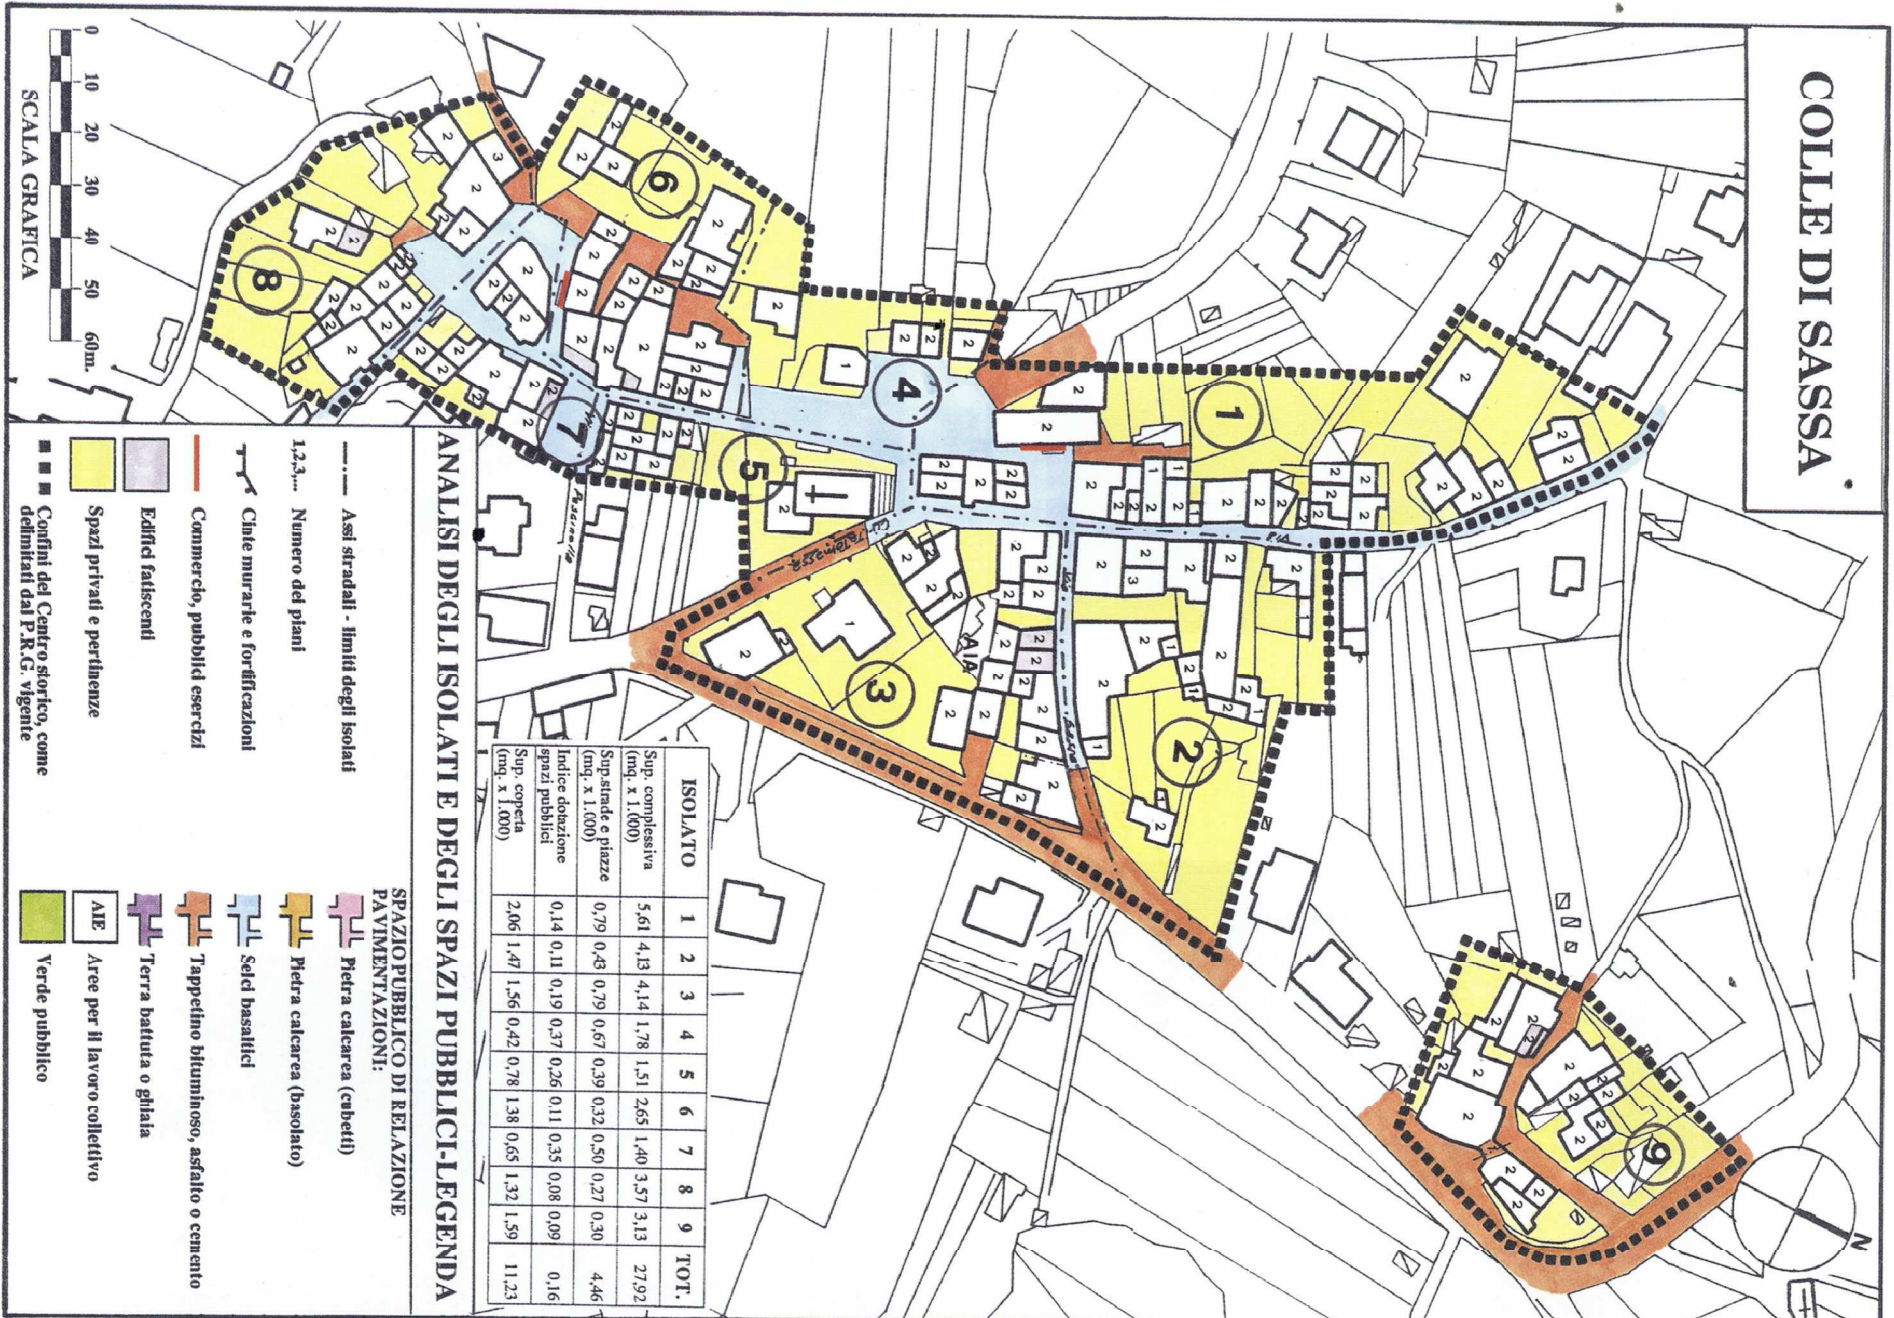 COLLE DI SASSA
0 10 20 30 40 50 60m.
SCALA GRAFICA
1
2
3
4
5
6
7
8
9
AIA
N
ISOLATO 1 2 3 4 5 6 7 8 9 TOT.
Sup. complessiva
(mq. x 1.000) 5,61 4,13 4,14 1,78 1,51 2,65 1,40 3,57 3,13 27,92
Sup.strade e piazze
(mq. x 1.000) 0,79 0,43 0,79 0,67 0,39 0,32 0,50 0,27 0,30 4,46
Indice dotazione
spazi pubblici 0,14 0,11 0,19 0,37 0,26 0,11 0,35 0,08 0,09 0,16
Sup. coperta
(mq. x 1.000) 2,06 1,47 1,56 0,42 0,78 1,38 0,65 1,32 1,59 11,23
ANALISI DEGLI ISOLATI E DEGLI SPAZI PUBBLICI-LEGENDA
Assi stradali - limiti degli isolati
1,2,3,... Numero dei piani
Cinte murarie e fortificazioni
Commercio, pubblici esercizi
Edifici fatiscenti
Spazi privati e pertinenze
Confini del Centro storico, come
delimitati dal P.R.G. vigente
SPAZIO PUBBLICO DI RELAZIONE
PAVIMENTAZIONI:
Pietra calcarea (cubetti)
Pietra calcarea (basolato)
Selci basaltici
Tappetino bituminoso, asfalto o cemento
Terra battuta o ghiaia
AIE Aree per il lavoro collettivo
Verde pubblico